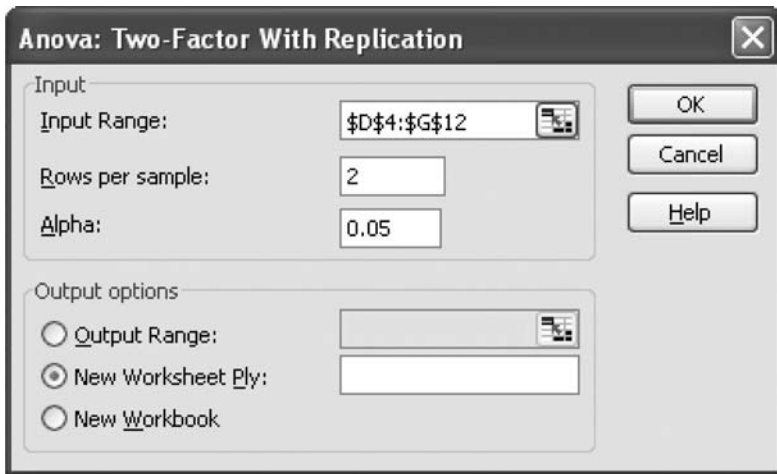 Anova: Two-Factor With Replication
Input
Input Range:
$D$4:$G$12
Rows per sample:
2
Alpha:
0.05
OK
Cancel
Help
Output options
Output Range:
New Worksheet Ply:
New Workbook